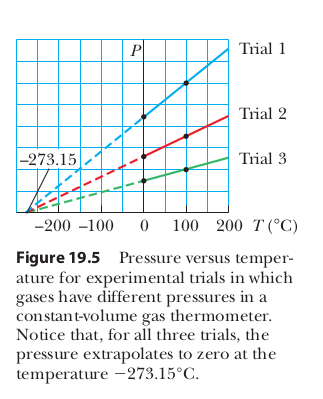 P
Trial 1
Trial 2
Trial 3
–273.15
–200 –100 0 100 200 T (°C)
Figure 19.5 Pressure versus temper-
ature for experimental trials in which
gases have different pressures in a
constant-volume gas thermometer.
Notice that, for all three trials, the
pressure extrapolates to zero at the
temperature −273.15°C.